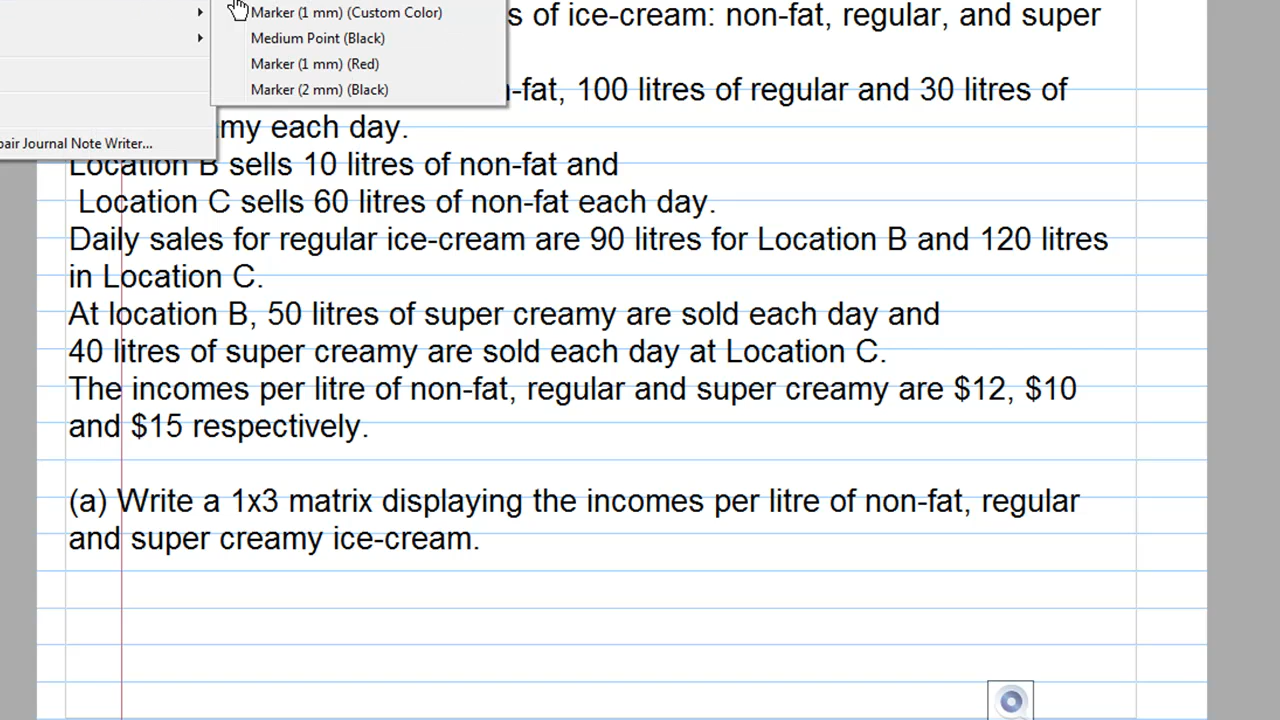 Marker (1 mm) (Custom Color)
Medium Point (Black)
Marker (1 mm) (Red)
Marker (2 mm) (Black)
pair Journal Note Writer...
s of ice-cream: non-fat, regular, and super
-fat, 100 litres of regular and 30 litres of
my each day.
Location B sells 10 litres of non-fat and
Location C sells 60 litres of non-fat each day.
Daily sales for regular ice-cream are 90 litres for Location B and 120 litres
in Location C.
At location B, 50 litres of super creamy are sold each day and
40 litres of super creamy are sold each day at Location C.
The incomes per litre of non-fat, regular and super creamy are $12, $10
and $15 respectively.
(a) Write a 1x3 matrix displaying the incomes per litre of non-fat, regular
and super creamy ice-cream.